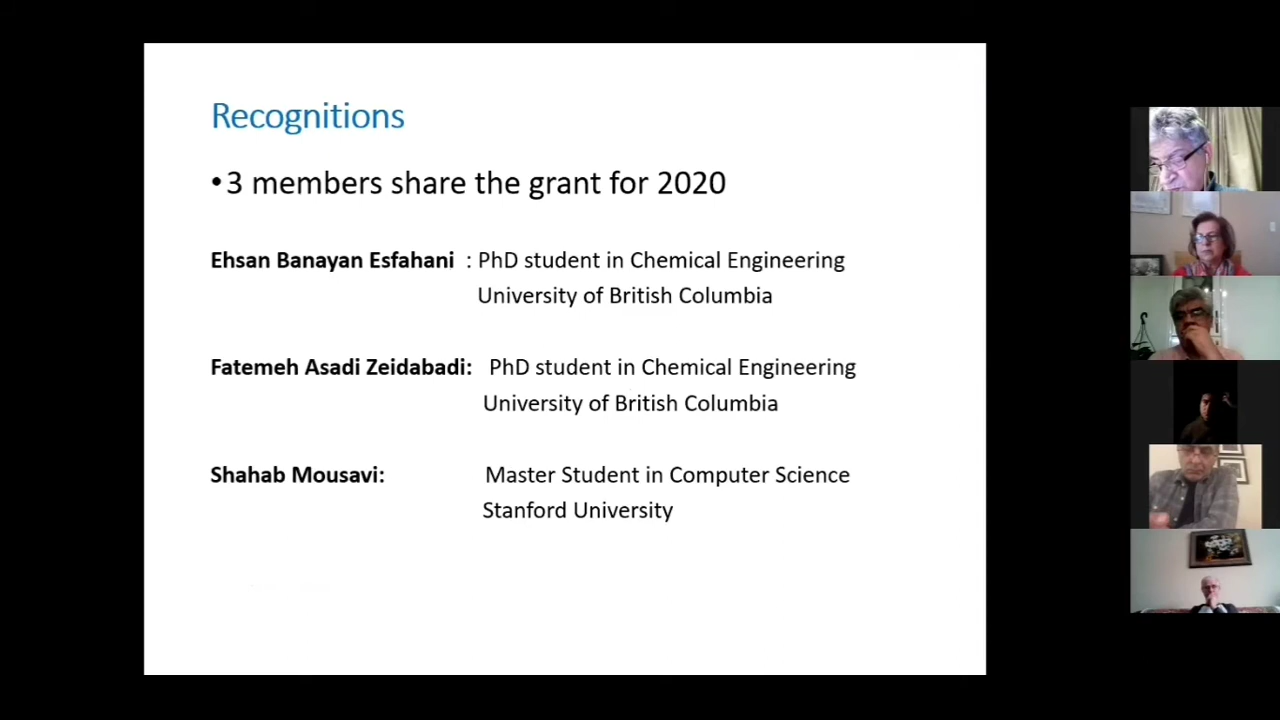 Recognitions
•3 members share the grant for 2020
Ehsan Banayan Esfahani : PhD student in Chemical Engineering
University of British Columbia
Fatemeh Asadi Zeidabadi: PhD student in Chemical Engineering
University of British Columbia
Shahab Mousavi: Master Student in Computer Science
Stanford University